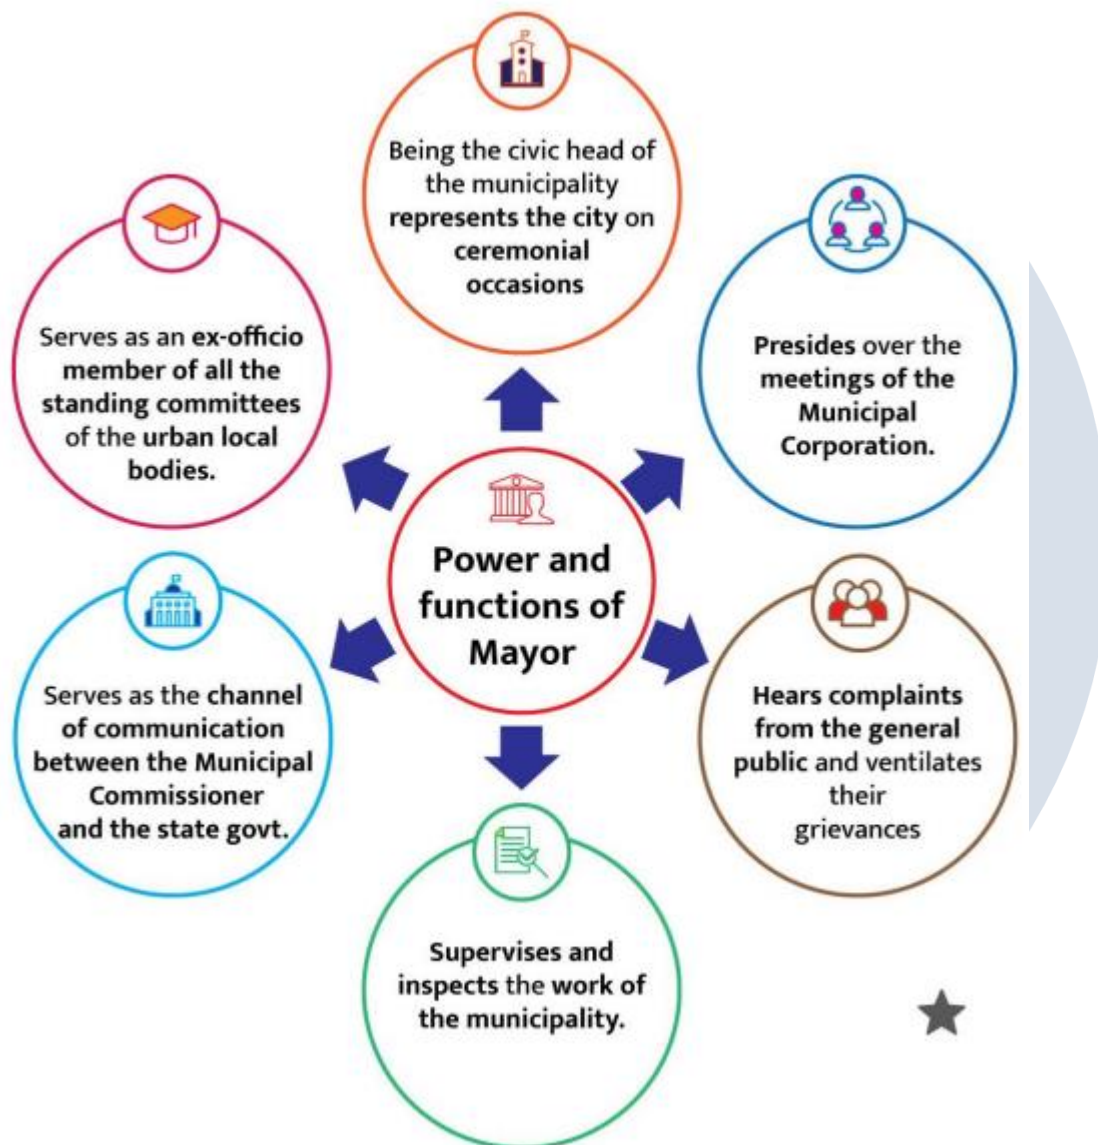 Being the civic head of
the municipality
represents the city on
ceremonial
occasions
Serves as an ex-officio
member of all the
standing committees
of the urban local
bodies.
Presides over the
meetings of the
Municipal
Corporation.
Power and
functions of
Mayor
Serves as the channel
of communication
between the Municipal
Commissioner
and the state govt.
Hears complaints
from the general
public and ventilates
their
grievances
Supervises and
inspects the work of
the municipality.